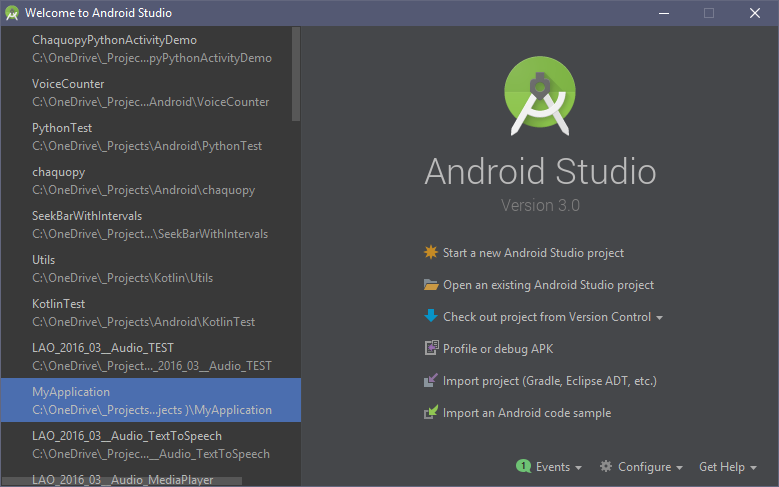 Welcome to Android Studio
ChaquopyPythonActivityDemo
C:\OneDrive\_Projec...pyPythonActivityDemo
VoiceCounter
C:\OneDrive\_Projec...Android\VoiceCounter
PythonTest
C:\OneDrive\_Projects\Android\PythonTest
chaquopy
C:\OneDrive\_Projects\Android\chaquopy
SeekBarWithIntervals
C:\OneDrive\_Project...\SeekBarWithIntervals
Utils
C:\OneDrive\_Projects\Kotlin\Utils
KotlinTest
C:\OneDrive\_Projects\Android\KotlinTest
LAO_2016_03__Audio_TEST
C:\OneDrive\_Project..._2016_03__Audio_TEST
MyApplication
C:\OneDrive\_Projects...jects )\MyApplication
LAO_2016_03__Audio_TextToSpeech
C:\OneDrive\_Proje...__Audio_TextToSpeech
LAO_2016_03__Audio_MediaPlayer
Android Studio
Version 3.0
Start a new Android Studio project
Open an existing Android Studio project
Check out project from Version Control
Profile or debug APK
Import project (Gradle, Eclipse ADT, etc.)
Import an Android code sample
1 Events
Configure
Get Help